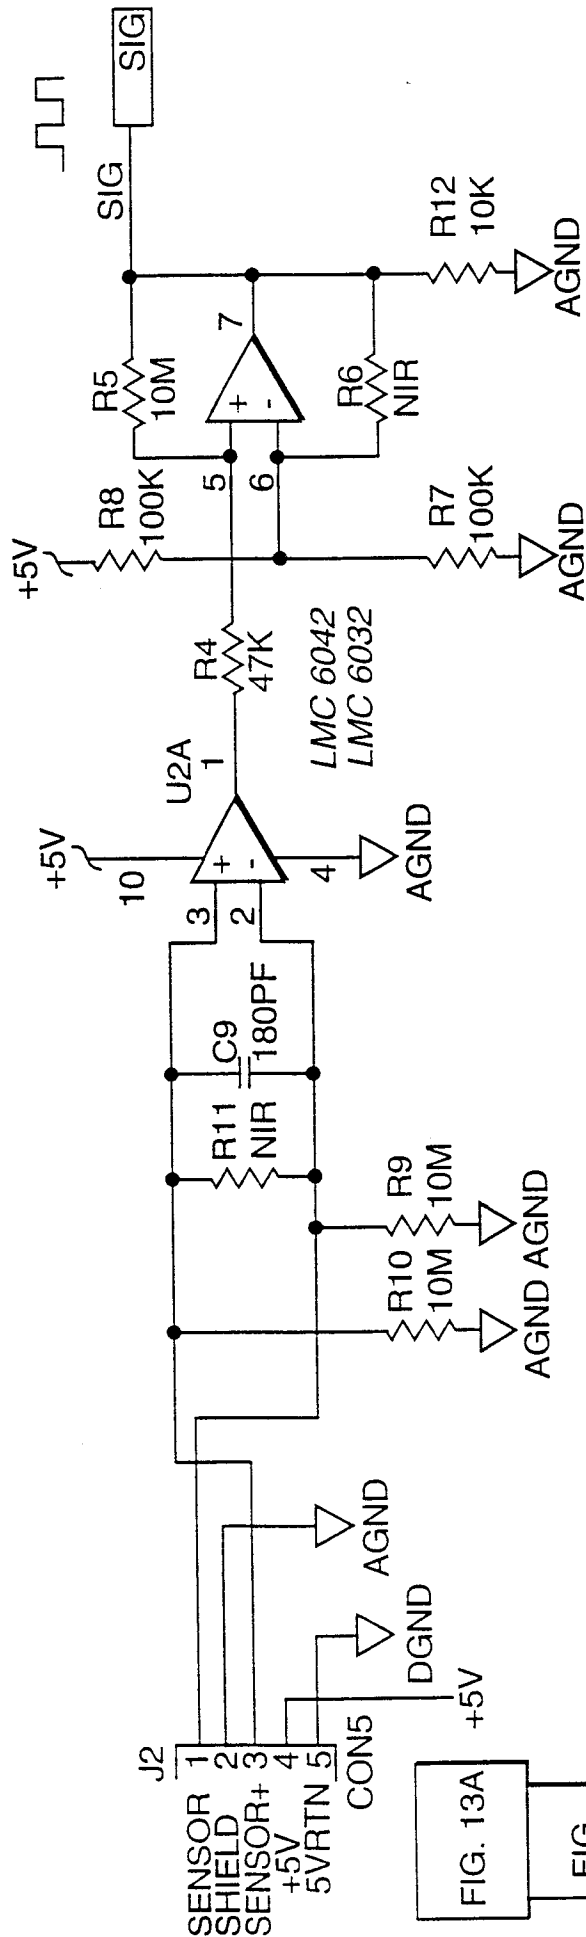 J2
SENSOR 1
SHIELD 2
SENSOR+ 3
+5V 4
5VRTN 5
CON5
+5V
DGND
AGND
R10
10M
AGND
R9
10M
AGND
R11
NIR
C9
180PF
3
2
+
-
+5V
10
U2A
1
4
AGND
R4
47K
LMC 6042
LMC 6032
+5V
R8
100K
R7
100K
AGND
5
6
+
-
7
R5
10M
R6
NIR
R12
10K
AGND
SIG
SIG
FIG. 13A
FIG